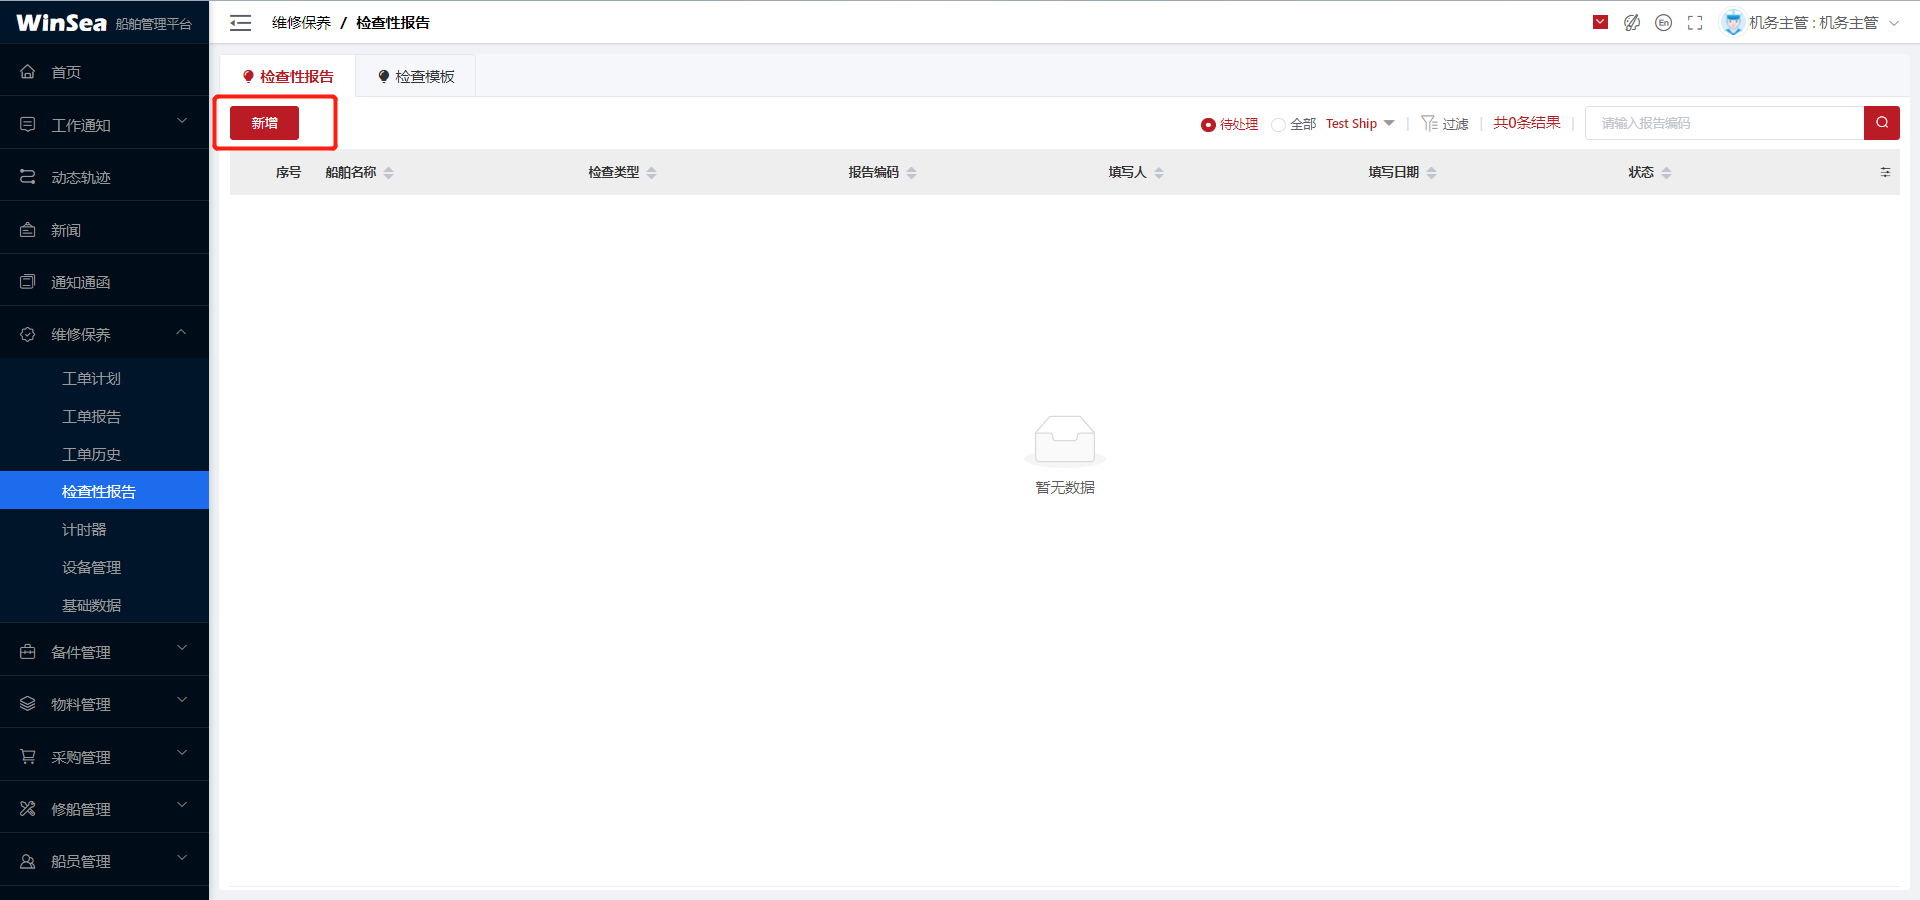 WinSea 船舶管理平台
维修保养 / 检查性报告
En
机务主管 : 机务主管
首页
工作通知
动态轨迹
新闻
通知通函
维修保养
工单计划
工单报告
工单历史
检查性报告
计时器
设备管理
基础数据
备件管理
物料管理
采购管理
修船管理
船员管理
检查性报告
检查模板
新增
待处理 全部 Test Ship 过滤 共0条结果 请输入报告编码
序号 船舶名称 检查类型 报告编码 填写人 填写日期 状态
暂无数据